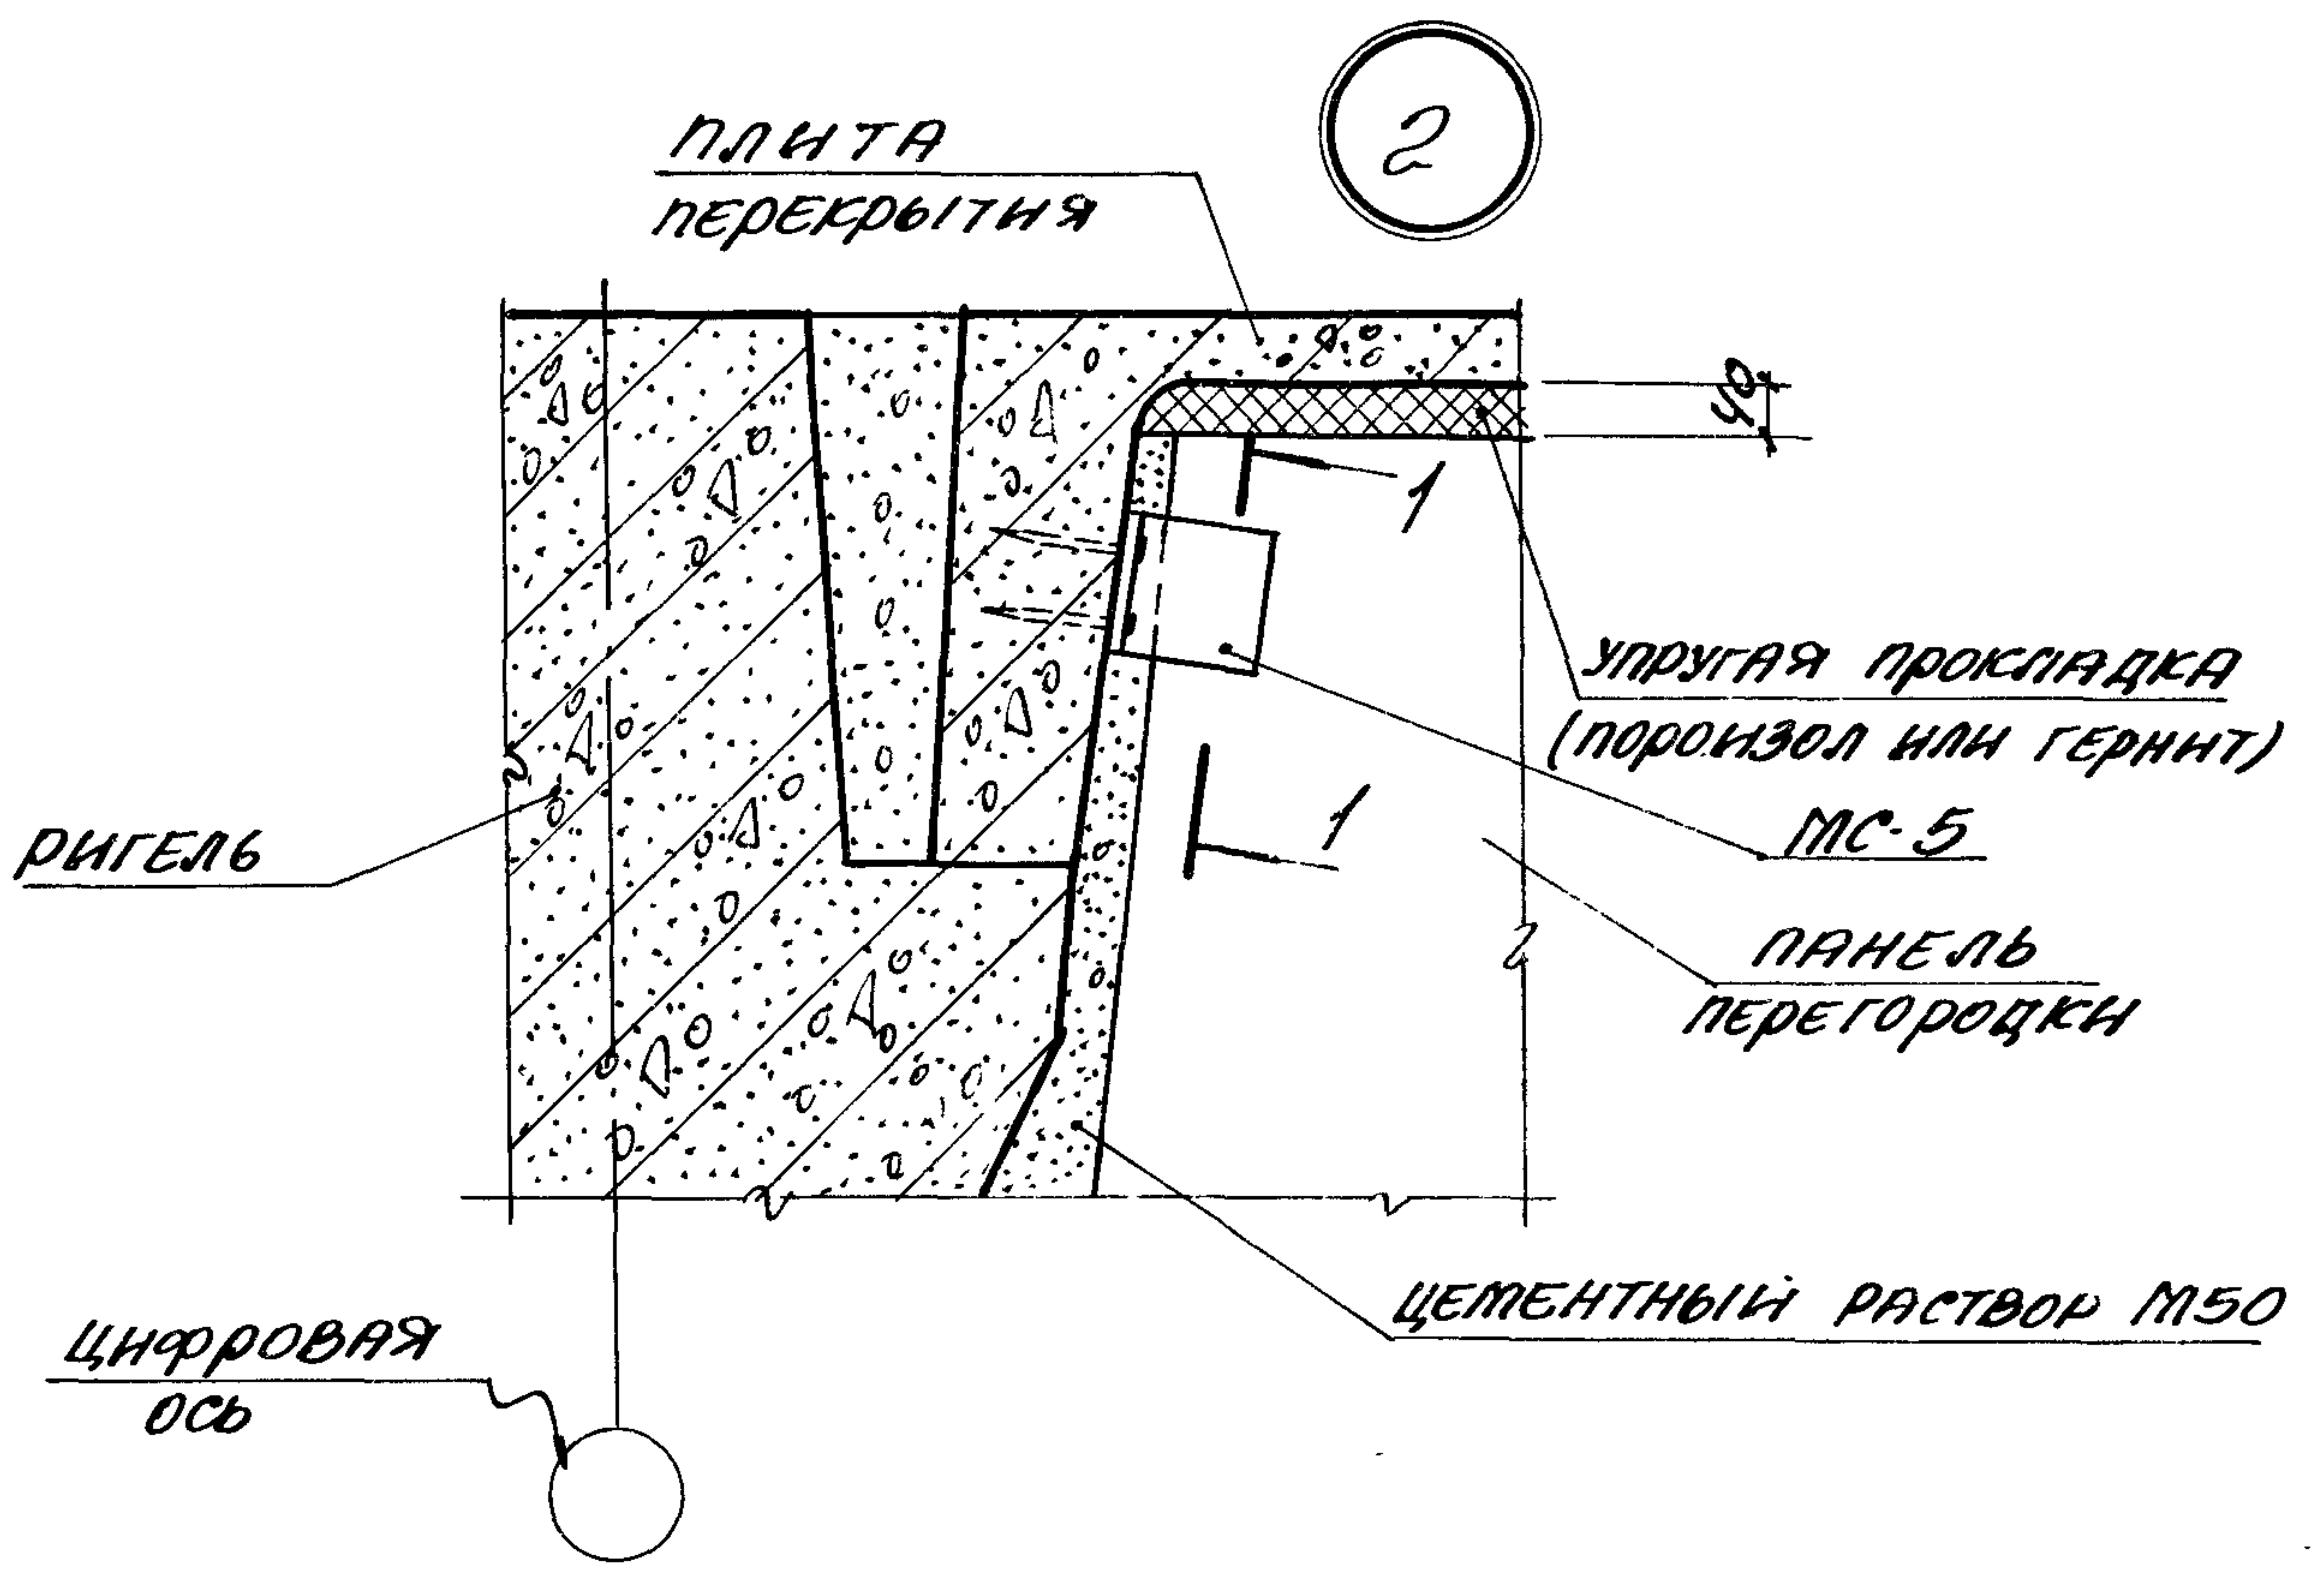 2
ПЛИТА
ПЕРЕКРЫТИЯ
40
1
УПРУГАЯ ПРОКЛАДКА
(ПОРОИЗОЛ ИЛИ ГЕРНИТ)
1
МС-5
РИГЕЛЬ
ПАНЕЛЬ
ПЕРЕГОРОДКИ
ЦЕМЕНТНЫЙ РАСТВОР М50
ЦИФРОВАЯ
ОСЬ